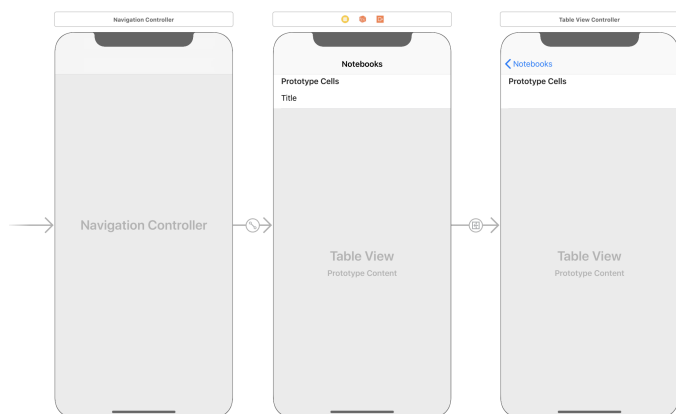 Navigation Controller
Table View Controller
Notebooks
Notebooks
Prototype Cells
Title
Prototype Cells
Navigation Controller
Table View
Prototype Content
Table View
Prototype Content